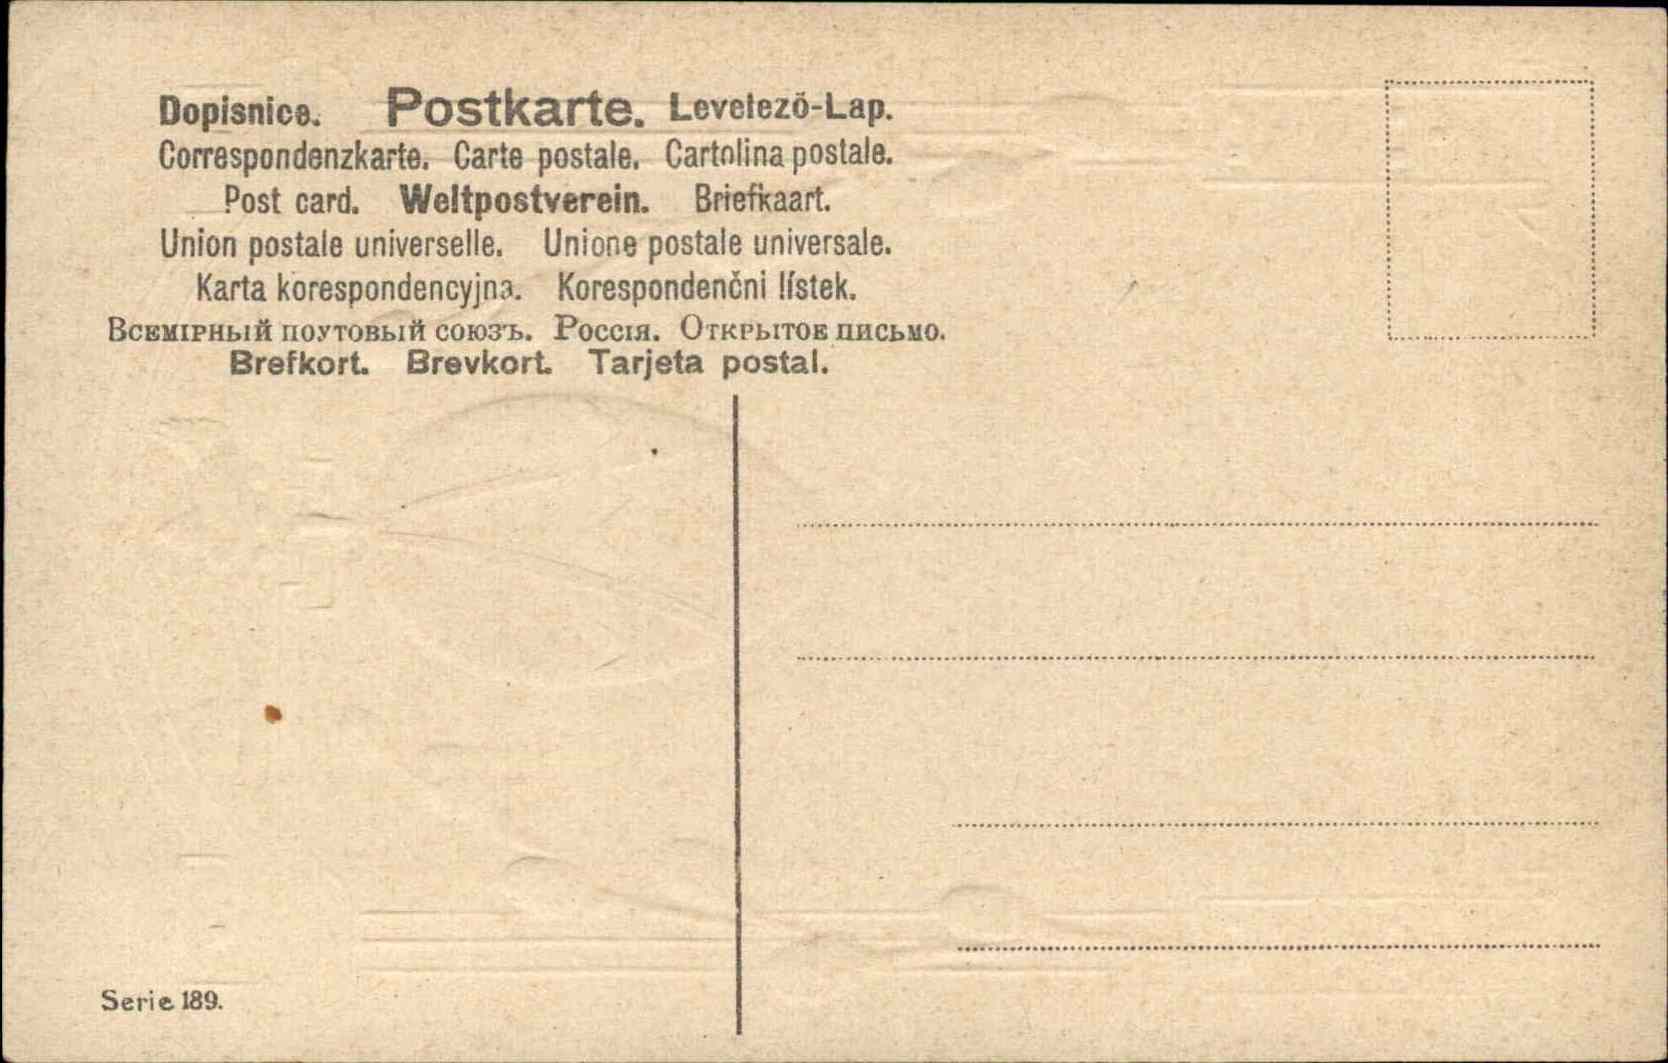 Dopisnice. Postkarte. Levelező-Lap.
Correspondenzkarte. Carte postale. Cartolina postale.
Post card. Weltpostverein. Briefkaart.
Union postale universelle. Unione postale universale.
Karta korespondencyjna. Korespondenčni lístek.
Всемірный поутовый союзъ. Россія. Открытое письмо.
Brefkort. Brevkort. Tarjeta postal.
Serie 189.